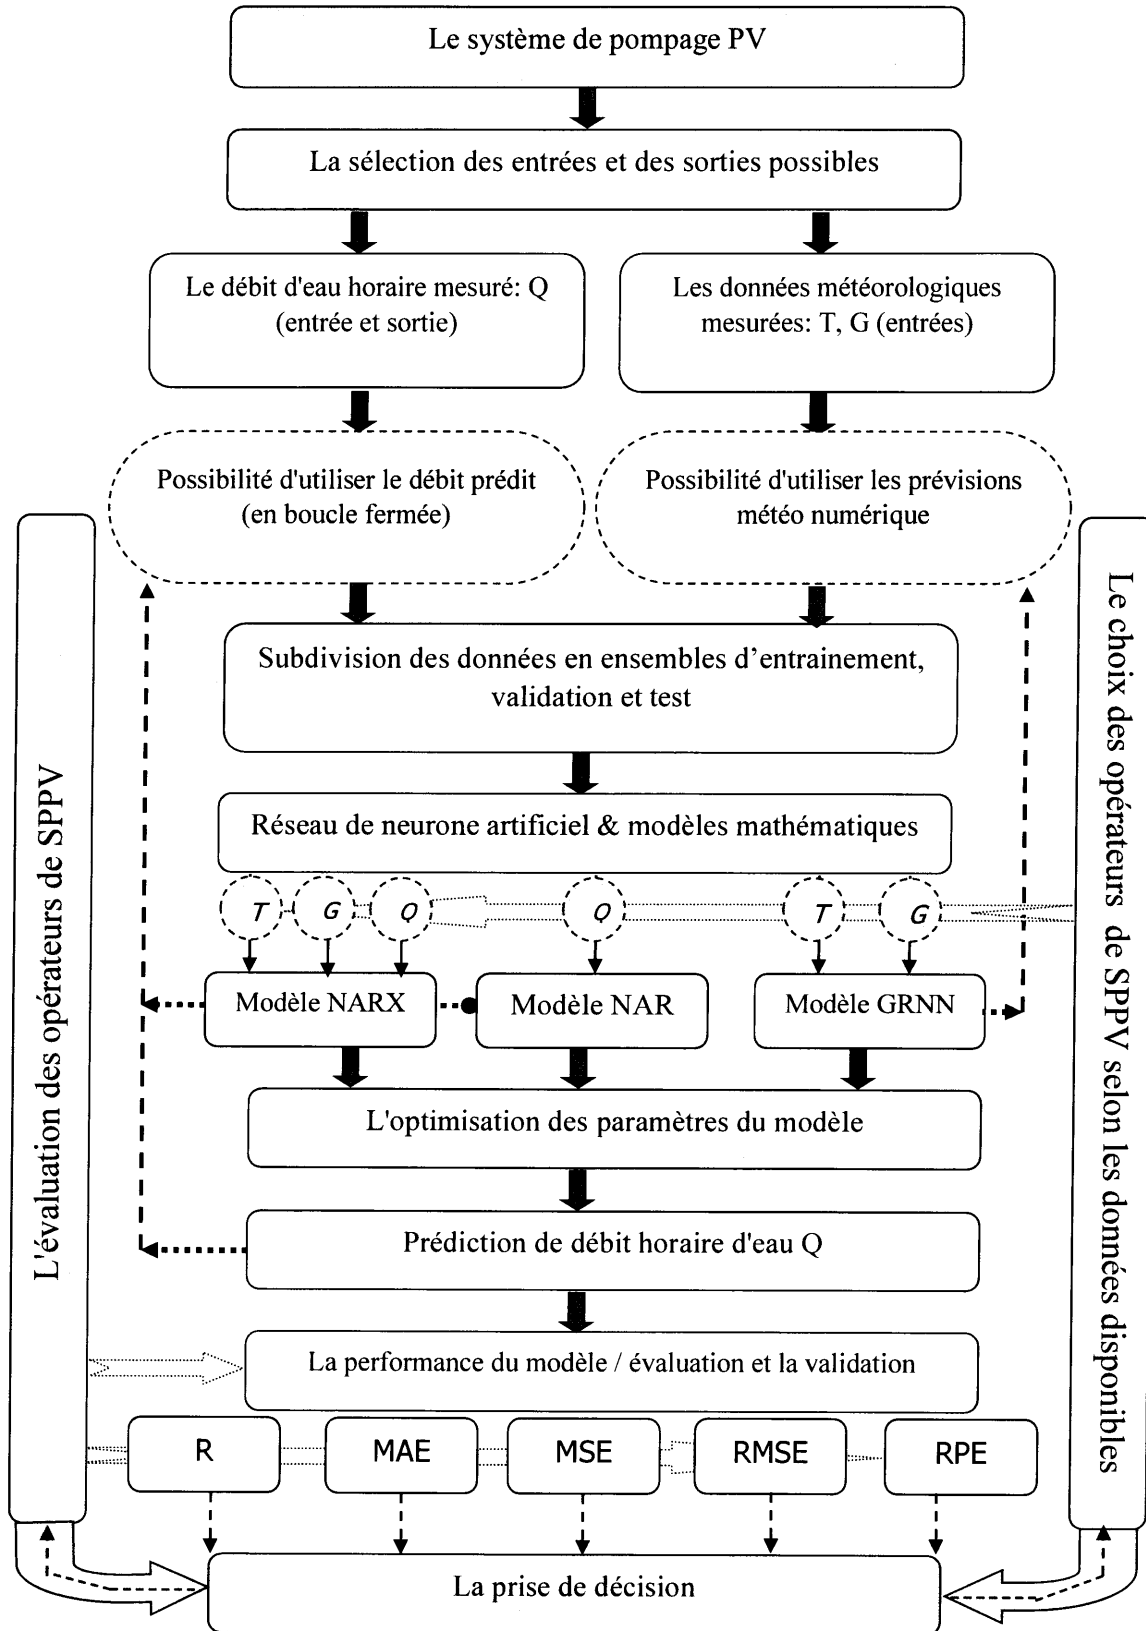 Le système de pompage PV
La sélection des entrées et des sorties possibles
Le débit d'eau horaire mesuré: Q
(entrée et sortie)
Les données météorologiques
mesurées: T, G (entrées)
Possibilité d'utiliser le débit prédit
(en boucle fermée)
Possibilité d'utiliser les prévisions
météo numérique
L'évaluation des opérateurs de SPPV
Le choix des opérateurs de SPPV selon les données disponibles
Subdivision des données en ensembles d'entrainement,
validation et test
Réseau de neurone artificiel & modèles mathématiques
T G Q Q T G
Modèle NARX
Modèle NAR
Modèle GRNN
L'optimisation des paramètres du modèle
Prédiction de débit horaire d'eau Q
La performance du modèle / évaluation et la validation
R
MAE
MSE
RMSE
RPE
La prise de décision